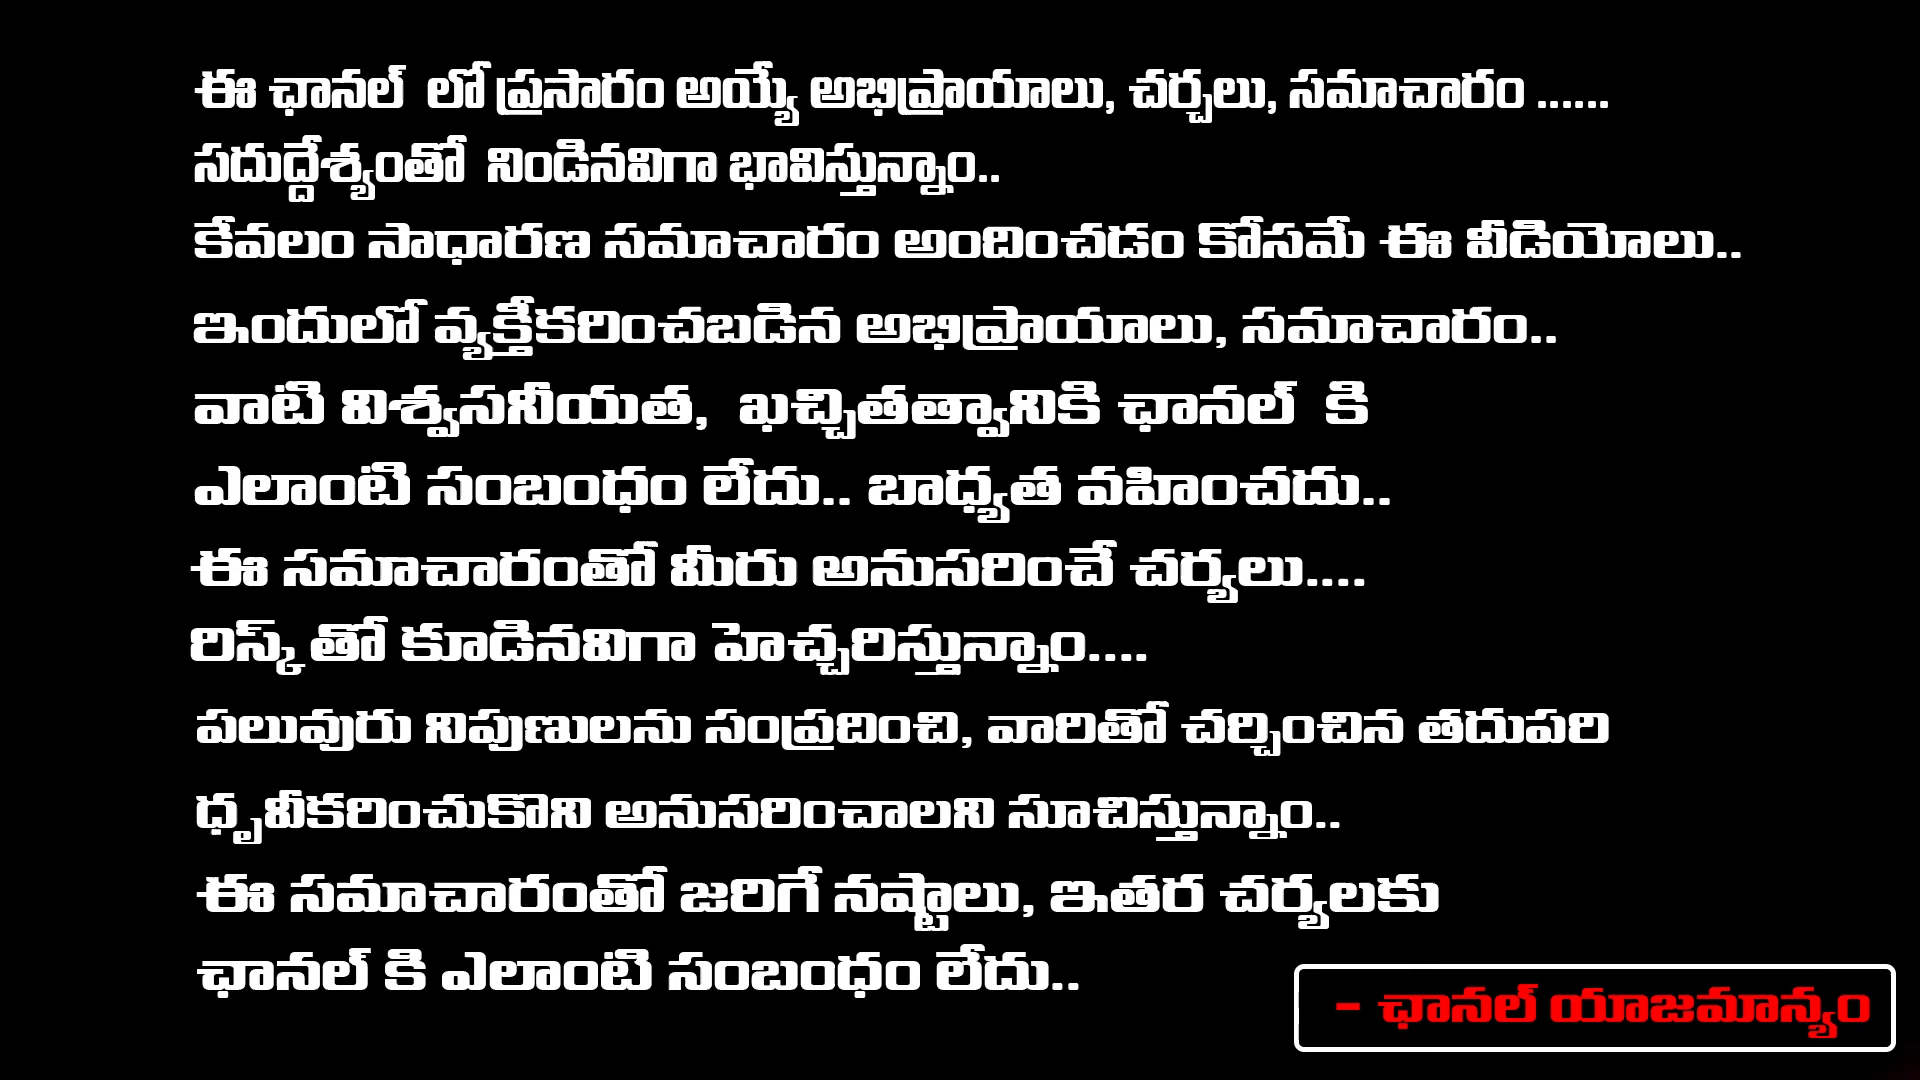 ఈ ఛానల్ లో ప్రసారం అయ్యే అభిప్రాయాలు, చర్చలు, సమాచారం ......
సదుద్దేశ్యంతో నిండినవిగా భావిస్తున్నాం..
కేవలం సాధారణ సమాచారం అందించడం కోసమే ఈ వీడియోలు..
ఇందులో వ్యక్తీకరించబడిన అభిప్రాయాలు, సమాచారం..
వాటి విశ్వసనీయత, ఖచ్చితత్వానికి ఛానల్ కి
ఎలాంటి సంబంధం లేదు.. బాధ్యత వహించదు..
ఈ సమాచారంతో మీరు అనుసరించే చర్యలు....
రిస్క్ తో కూడినవిగా హెచ్చరిస్తున్నాం....
పలువురు నిపుణులను సంప్రదించి, వారితో చర్చించిన తదుపరి
ధృవీకరించుకొని అనుసరించాలని సూచిస్తున్నాం..
ఈ సమాచారంతో జరిగే నష్టాలు, ఇతర చర్యలకు
ఛానల్ కి ఎలాంటి సంబంధం లేదు..
- ఛానల్ యాజమాన్యం